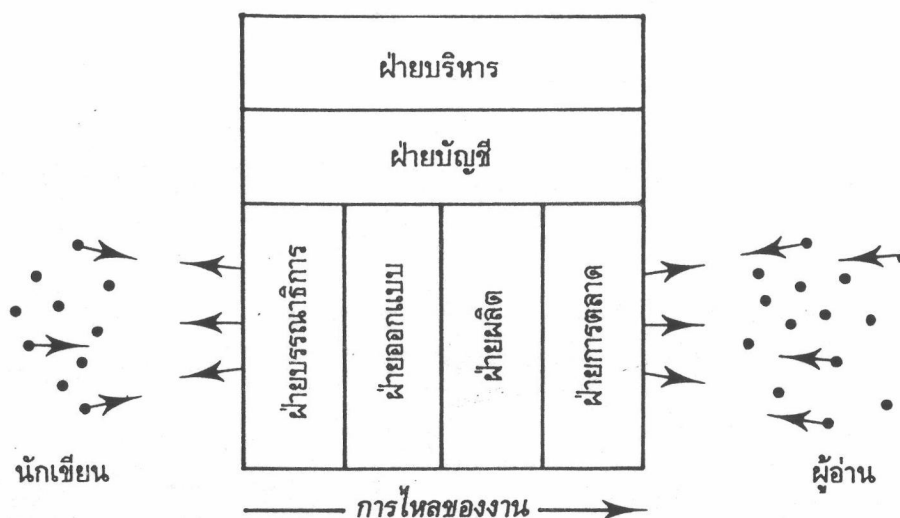 ฝ่ายบริหาร
ฝ่ายบัญชี
ฝ่ายบรรณาธิการ
ฝ่ายออกแบบ
ฝ่ายผลิต
ฝ่ายการตลาด
นักเขียน
ผู้อ่าน
การไหลของงาน